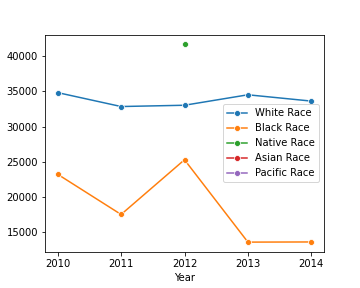 40000
35000
30000
25000
20000
15000
White Race
Black Race
Native Race
Asian Race
Pacific Race
2010 2011 2012 2013 2014
Year